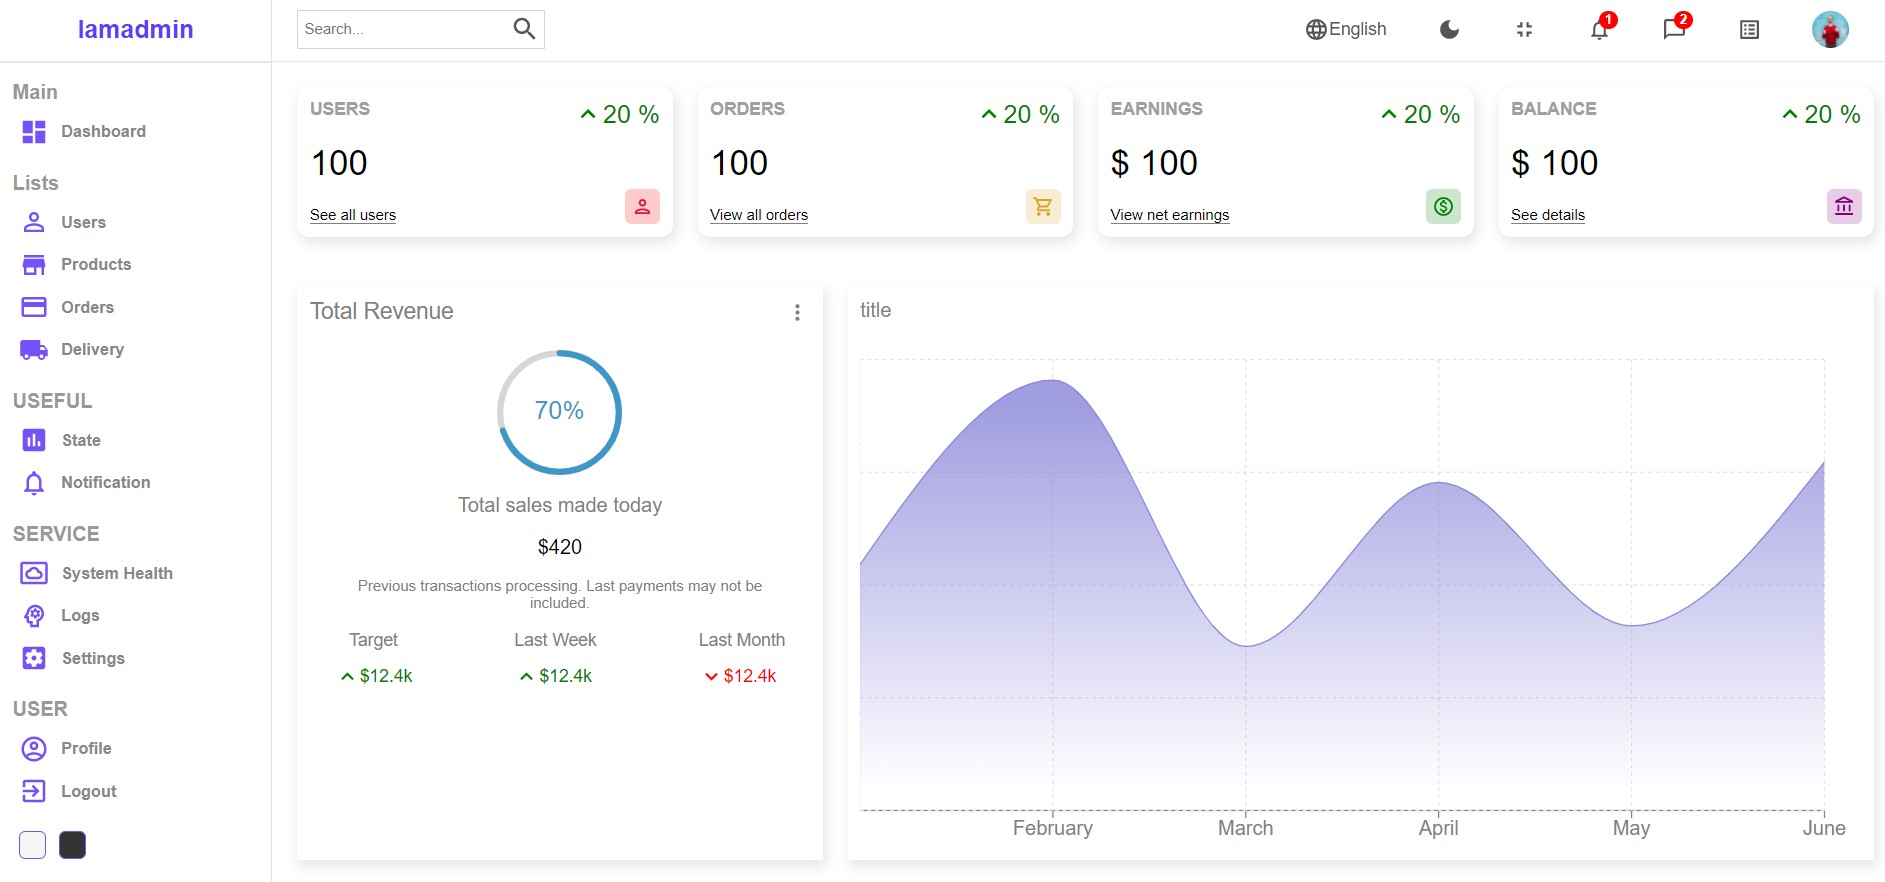 lamadmin
Search...
English
1
2
Main
Dashboard
Lists
Users
Products
Orders
Delivery
USEFUL
State
Notification
SERVICE
System Health
Logs
Settings
USER
Profile
Logout
USERS
20 %
100
See all users
ORDERS
20 %
100
View all orders
EARNINGS
20 %
$ 100
View net earnings
BALANCE
20 %
$ 100
See details
Total Revenue
70%
Total sales made today
$420
Previous transactions processing. Last payments may not be
included.
Target
$12.4k
Last Week
$12.4k
Last Month
$12.4k
title
February
March
April
May
June